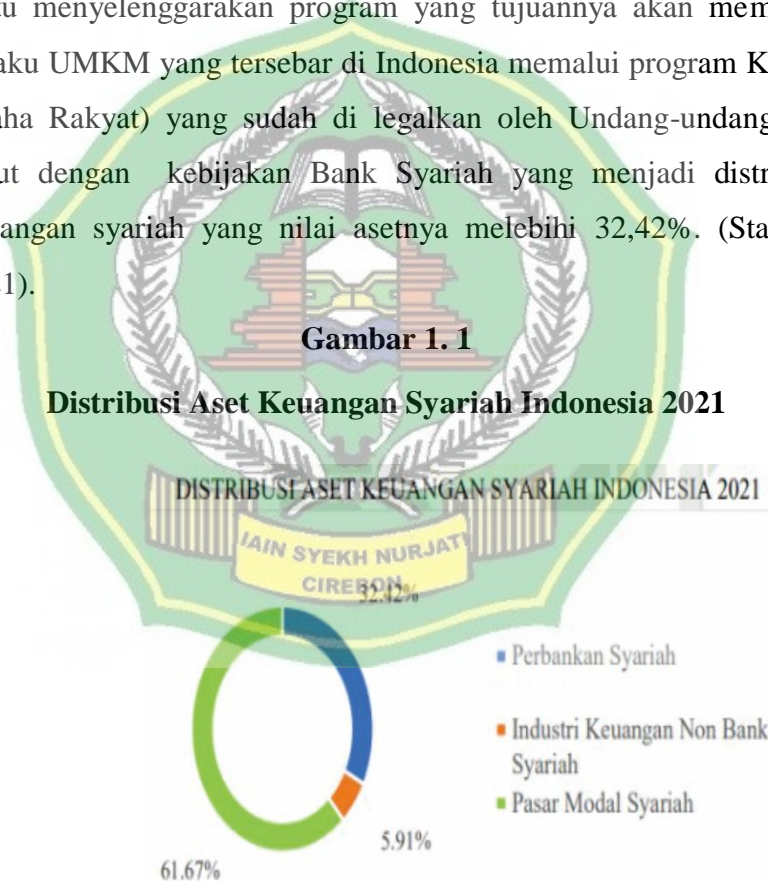 tu menyelenggarakan program yang tujuannya akan mem
aku UMKM yang tersebar di Indonesia memalui program K
aha Rakyat) yang sudah di legalkan oleh Undang-undang
ut dengan kebijakan Bank Syariah yang menjadi distr
angan syariah yang nilai asetnya melebihi 32,42%. (Sta
1).
Gambar 1. 1
Distribusi Aset Keuangan Syariah Indonesia 2021
DISTRIBUSI ASET KEUANGAN SYARIAH INDONESIA 2021
IAIN SYEKH NURJATI
CIREBON
32.42%
Perbankan Syariah
Industri Keuangan Non Bank
Syariah
Pasar Modal Syariah
5.91%
61.67%